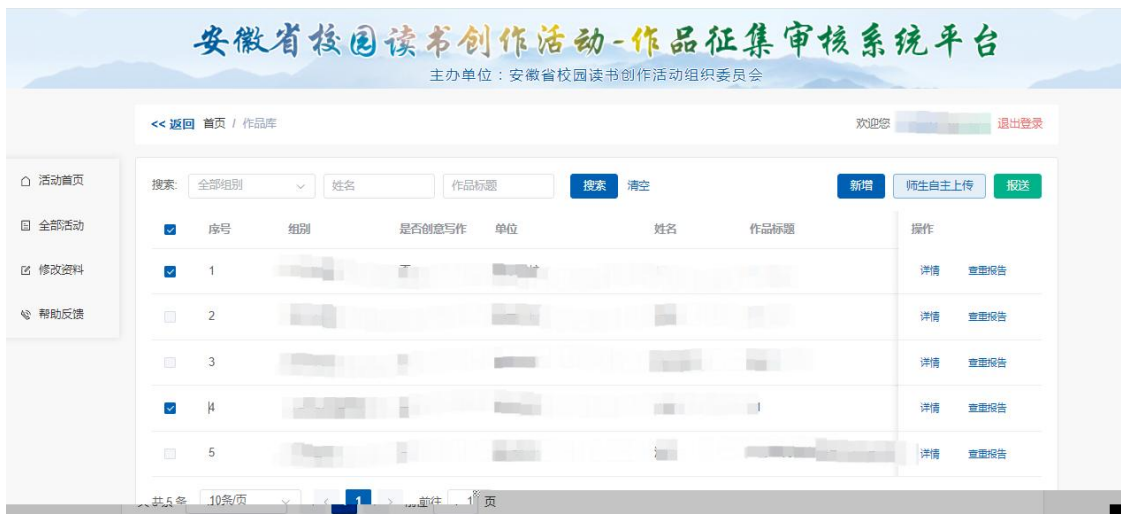 安徽省校园读书创作活动-作品征集审核系统平台
主办单位：安徽省校园读书创作活动组织委员会
<< 返回 首页 / 作品库 欢迎您 退出登录
活动首页
全部活动
修改资料
帮助反馈
搜索: 全部组别 姓名 作品标题 搜索 清空 新增 师生自主上传 报送
序号 组别 是否创意写作 单位 姓名 作品标题 操作
1 详情 查重报告
2 详情 查重报告
3 详情 查重报告
4 详情 查重报告
5 详情 查重报告
共 5 条 10条/页 < 1 > 前往 1 页